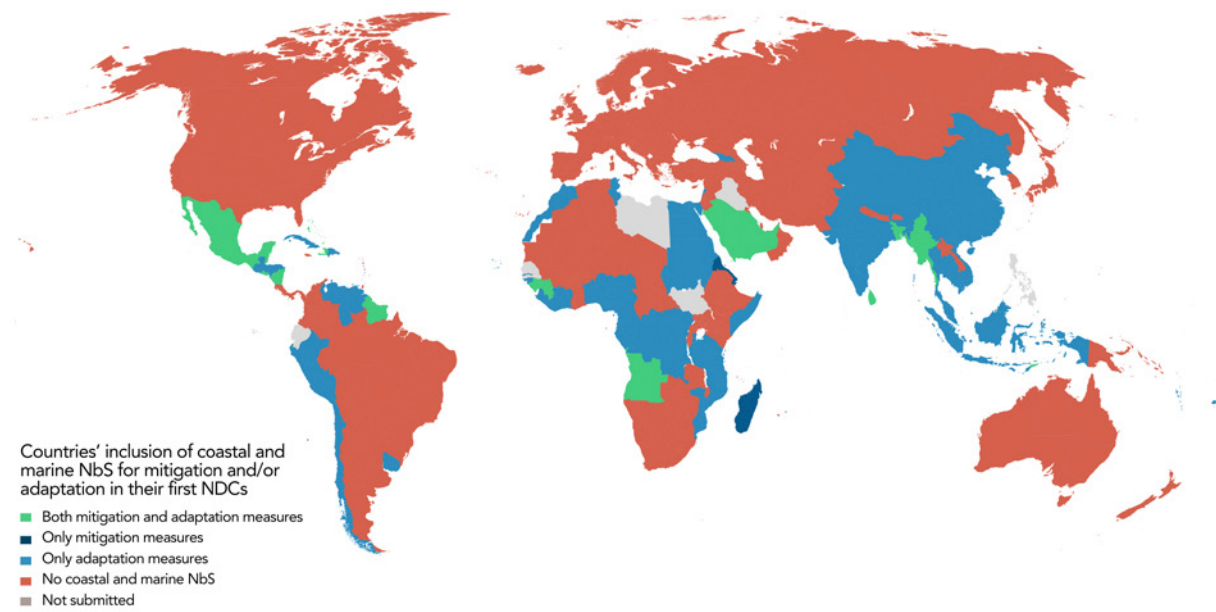 Countries' inclusion of coastal and
marine NbS for mitigation and/or
adaptation in their first NDCs
Both mitigation and adaptation measures
Only mitigation measures
Only adaptation measures
No coastal and marine NbS
Not submitted